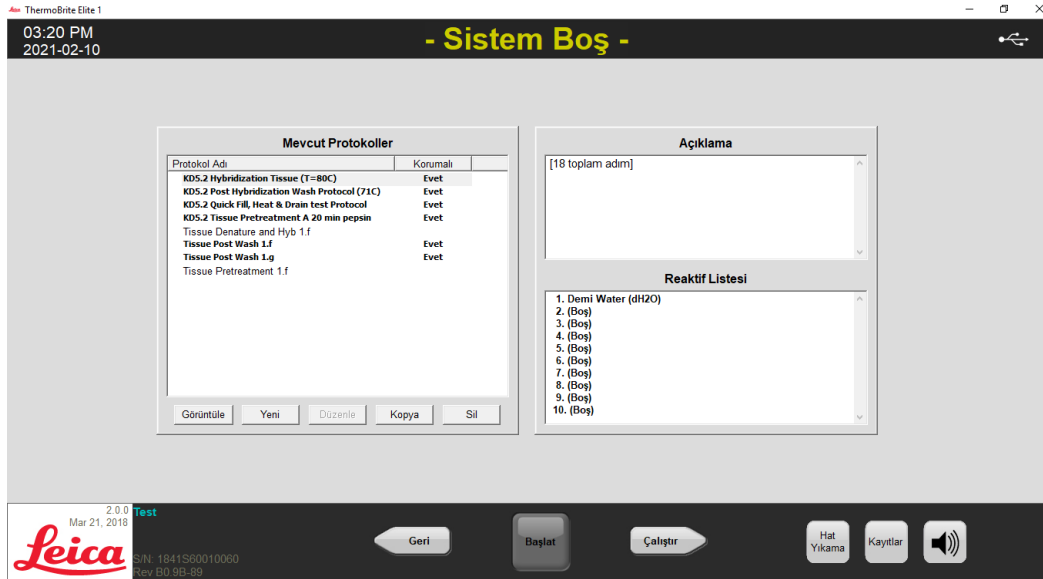 ThermoBrite Elite 1
03:20 PM
2021-02-10
- Sistem Boş -
Mevcut Protokoller
Protokol Adı Korumalı
KD5.2 Hybridization Tissue (T=80C) Evet
KD5.2 Post Hybridization Wash Protocol (71C) Evet
KD5.2 Quick Fill, Heat & Drain test Protocol Evet
KD5.2 Tissue Pretreatment A 20 min pepsin Evet
Tissue Denature and Hyb 1.f
Tissue Post Wash 1.f Evet
Tissue Post Wash 1.g Evet
Tissue Pretreatment 1.f
Görüntüle Yeni Düzenle Kopya Sil
Açıklama
[18 toplam adım]
Reaktif Listesi
1. Demi Water (dH2O)
2. (Boş)
3. (Boş)
4. (Boş)
5. (Boş)
6. (Boş)
7. (Boş)
8. (Boş)
9. (Boş)
10. (Boş)
2.0.0
Mar 21, 2018
Leica
Test
S/N: 1841S60010060
Rev B0.9B-89
Geri
Başlat
Çalıştır
Hat
Yıkama
Kayıtlar